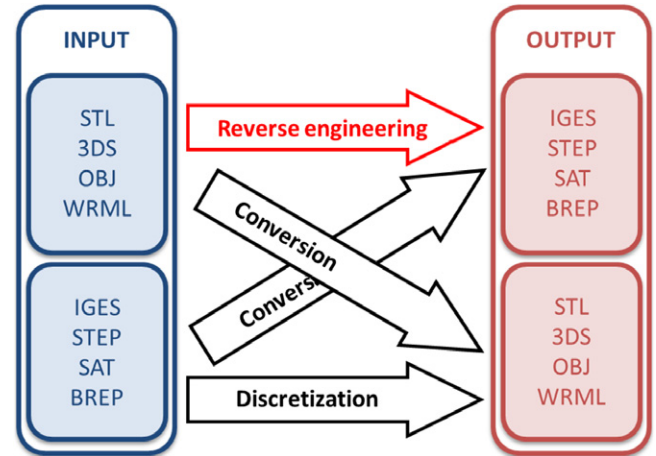 INPUT
STL
3DS
OBJ
WRML
IGES
STEP
SAT
BREP
Reverse engineering
Conversion
Discretization
OUTPUT
IGES
STEP
SAT
BREP
STL
3DS
OBJ
WRML